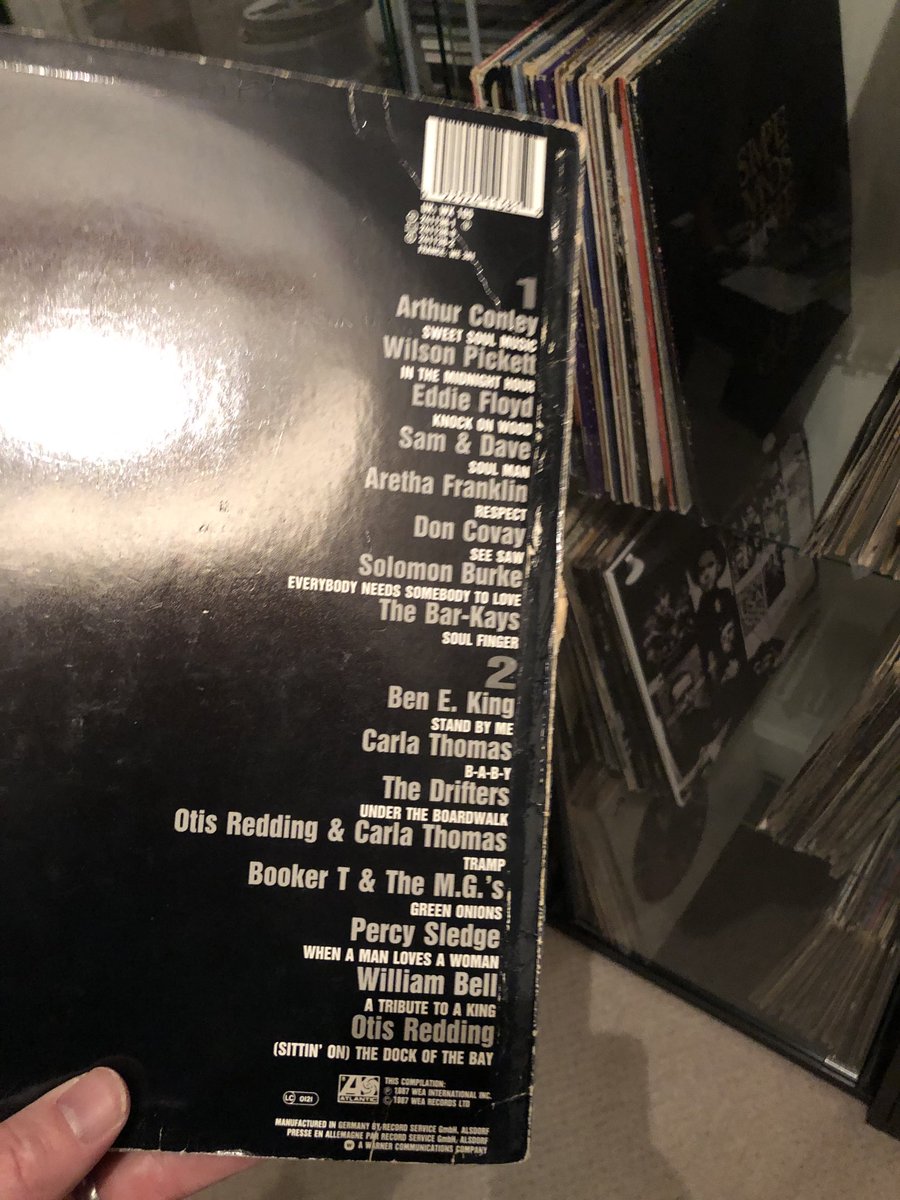 1
Arthur Conley
SWEET SOUL MUSIC
Wilson Pickett
IN THE MIDNIGHT HOUR
Eddie Floyd
KNOCK ON WOOD
Sam & Dave
SOUL MAN
Aretha Franklin
RESPECT
Don Covay
SEE SAW
Solomon Burke
EVERYBODY NEEDS SOMEBODY TO LOVE
The Bar-Kays
SOUL FINGER
2
Ben E. King
STAND BY ME
Carla Thomas
B-A-B-Y
The Drifters
UNDER THE BOARDWALK
Otis Redding & Carla Thomas
TRAMP
Booker T & The M.G.'s
GREEN ONIONS
Percy Sledge
WHEN A MAN LOVES A WOMAN
William Bell
A TRIBUTE TO A KING
Otis Redding
(SITTIN' ON) THE DOCK OF THE BAY
LC 0121
ATLANTIC
THIS COMPILATION:
℗ 1987 WEA INTERNATIONAL INC.
© 1987 WEA RECORDS LTD
MANUFACTURED IN GERMANY BY RECORD SERVICE GmbH, ALSDORF
PRESSE EN ALLEMAGNE PAR RECORD SERVICE GmbH, ALSDORF
A WARNER COMMUNICATIONS COMPANY